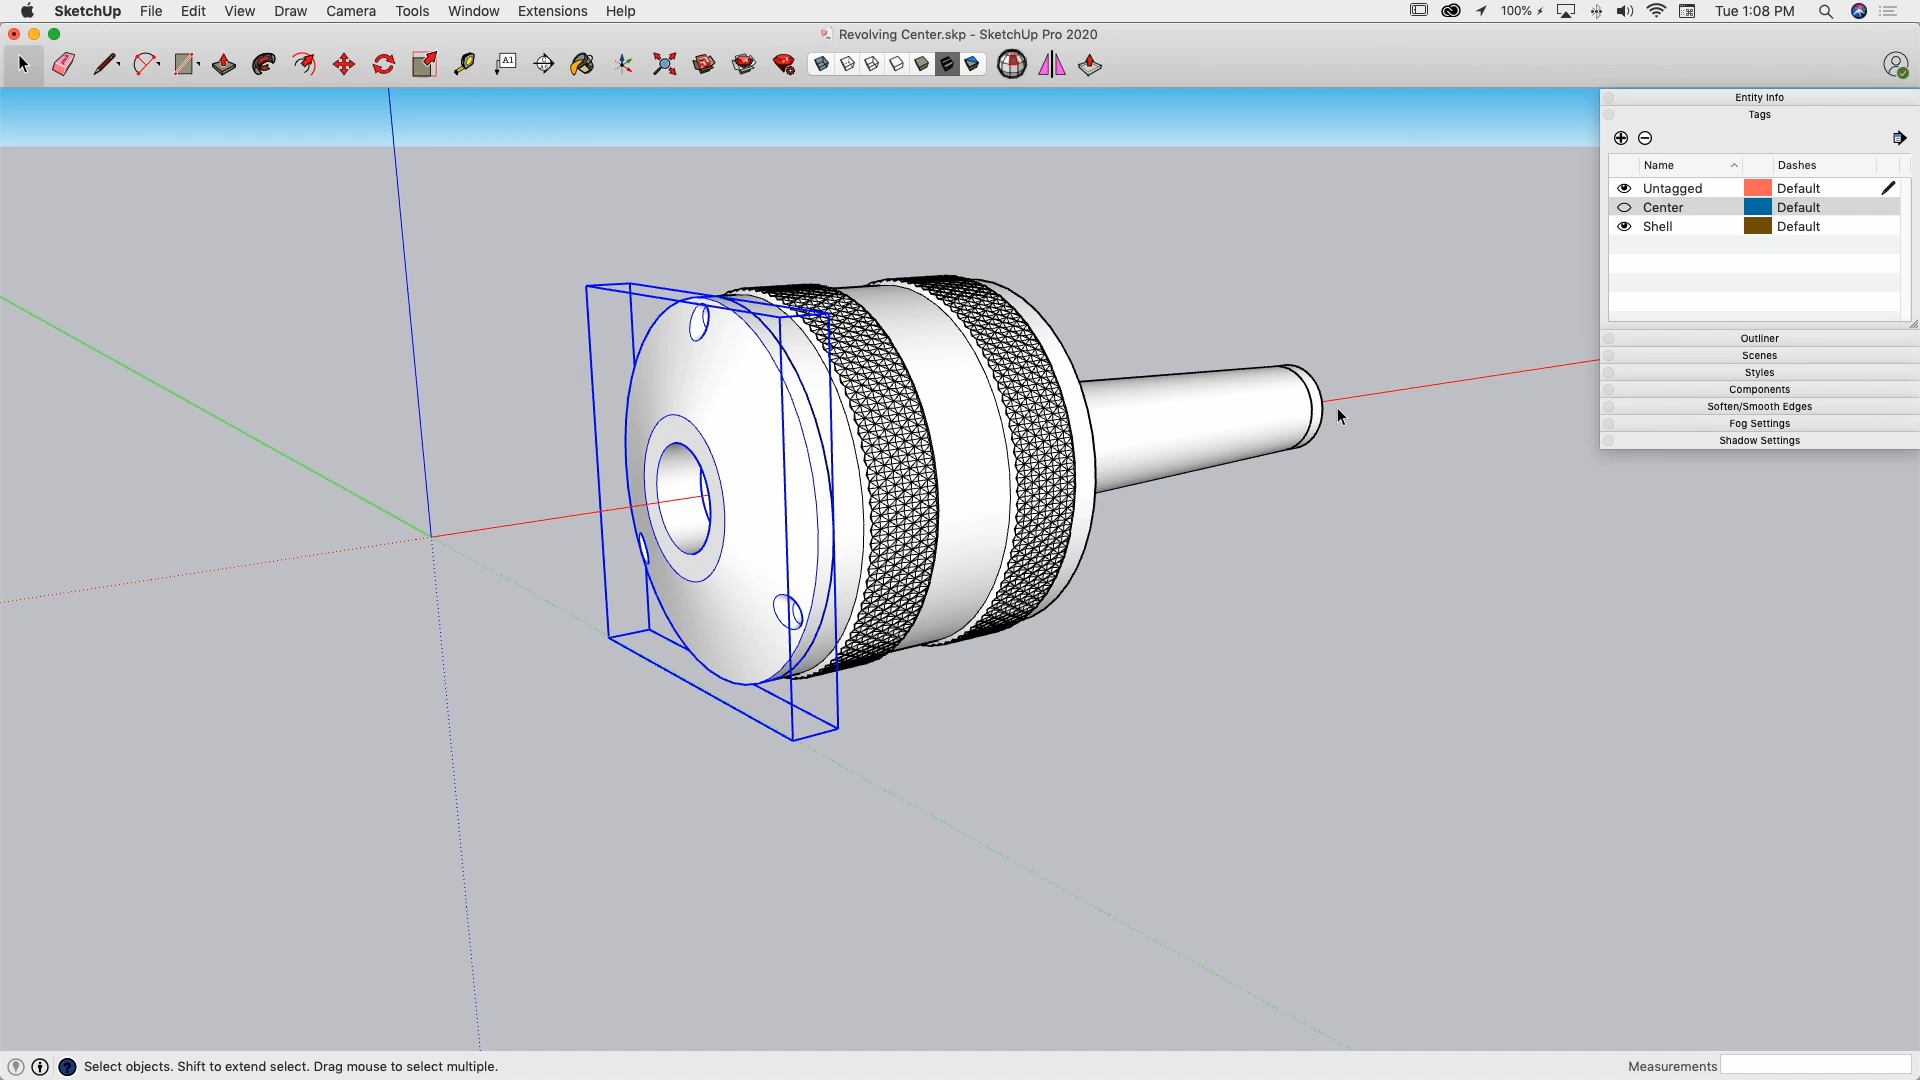 SketchUp File Edit View Draw Camera Tools Window Extensions Help 100% Tue 1:08 PM
Revolving Center.skp - SketchUp Pro 2020
A1
Entity Info
Tags
Name Dashes
Untagged Default
Center Default
Shell Default
Outliner
Scenes
Styles
Components
Soften/Smooth Edges
Fog Settings
Shadow Settings
Select objects. Shift to extend select. Drag mouse to select multiple. Measurements